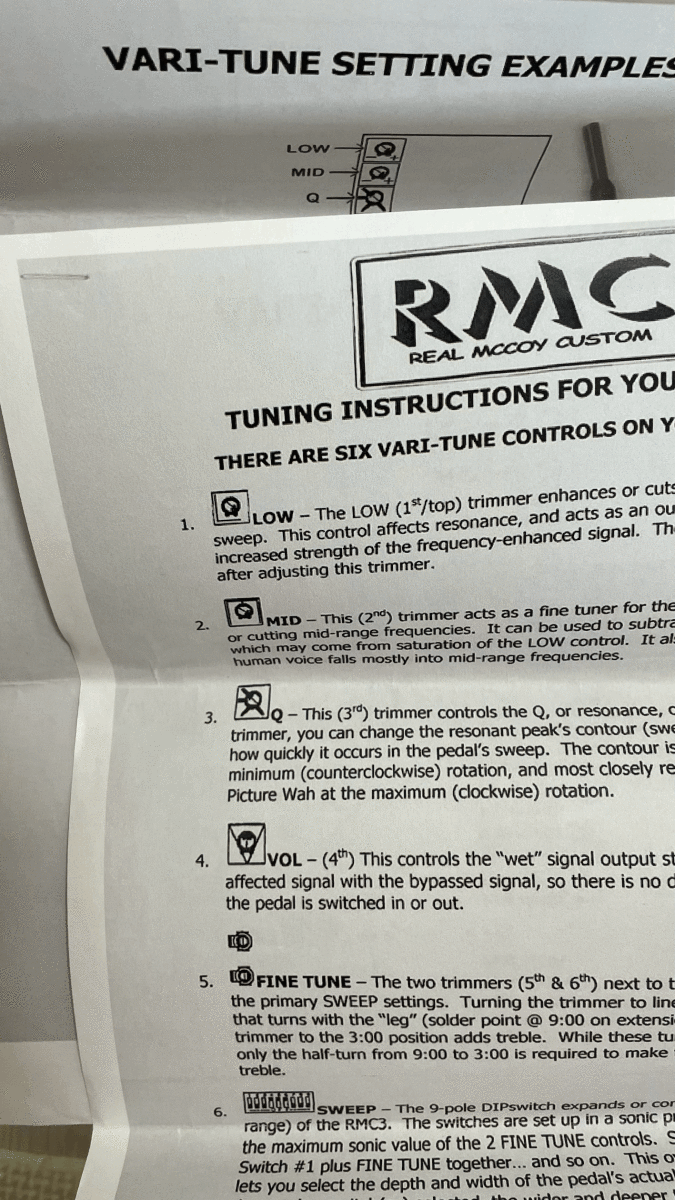 VARI-TUNE SETTING EXAMPLES
LOW
MID
Q
RMC
REAL MCCOY CUSTOM
TUNING INSTRUCTIONS FOR YOU
THERE ARE SIX VARI-TUNE CONTROLS ON Y
1. LOW – The LOW (1st/top) trimmer enhances or cuts
sweep. This control affects resonance, and acts as an ou
increased strength of the frequency-enhanced signal. Th
after adjusting this trimmer.
2. MID – This (2nd) trimmer acts as a fine tuner for the
or cutting mid-range frequencies. It can be used to subtra
which may come from saturation of the LOW control. It al
human voice falls mostly into mid-range frequencies.
3. Q – This (3rd) trimmer controls the Q, or resonance, c
trimmer, you can change the resonant peak's contour (swe
how quickly it occurs in the pedal's sweep. The contour is
minimum (counterclockwise) rotation, and most closely re
Picture Wah at the maximum (clockwise) rotation.
4. VOL – (4th) This controls the "wet" signal output st
affected signal with the bypassed signal, so there is no d
the pedal is switched in or out.
5. FINE TUNE – The two trimmers (5th & 6th) next to t
the primary SWEEP settings. Turning the trimmer to line
that turns with the "leg" (solder point @ 9:00 on extensi
trimmer to the 3:00 position adds treble. While these tu
only the half-turn from 9:00 to 3:00 is required to make
treble.
6. SWEEP – The 9-pole DIPswitch expands or cor
range) of the RMC3. The switches are set up in a sonic p
the maximum sonic value of the 2 FINE TUNE controls. S
Switch #1 plus FINE TUNE together... and so on. This o
lets you select the depth and width of the pedal's actual
the wider and deeper